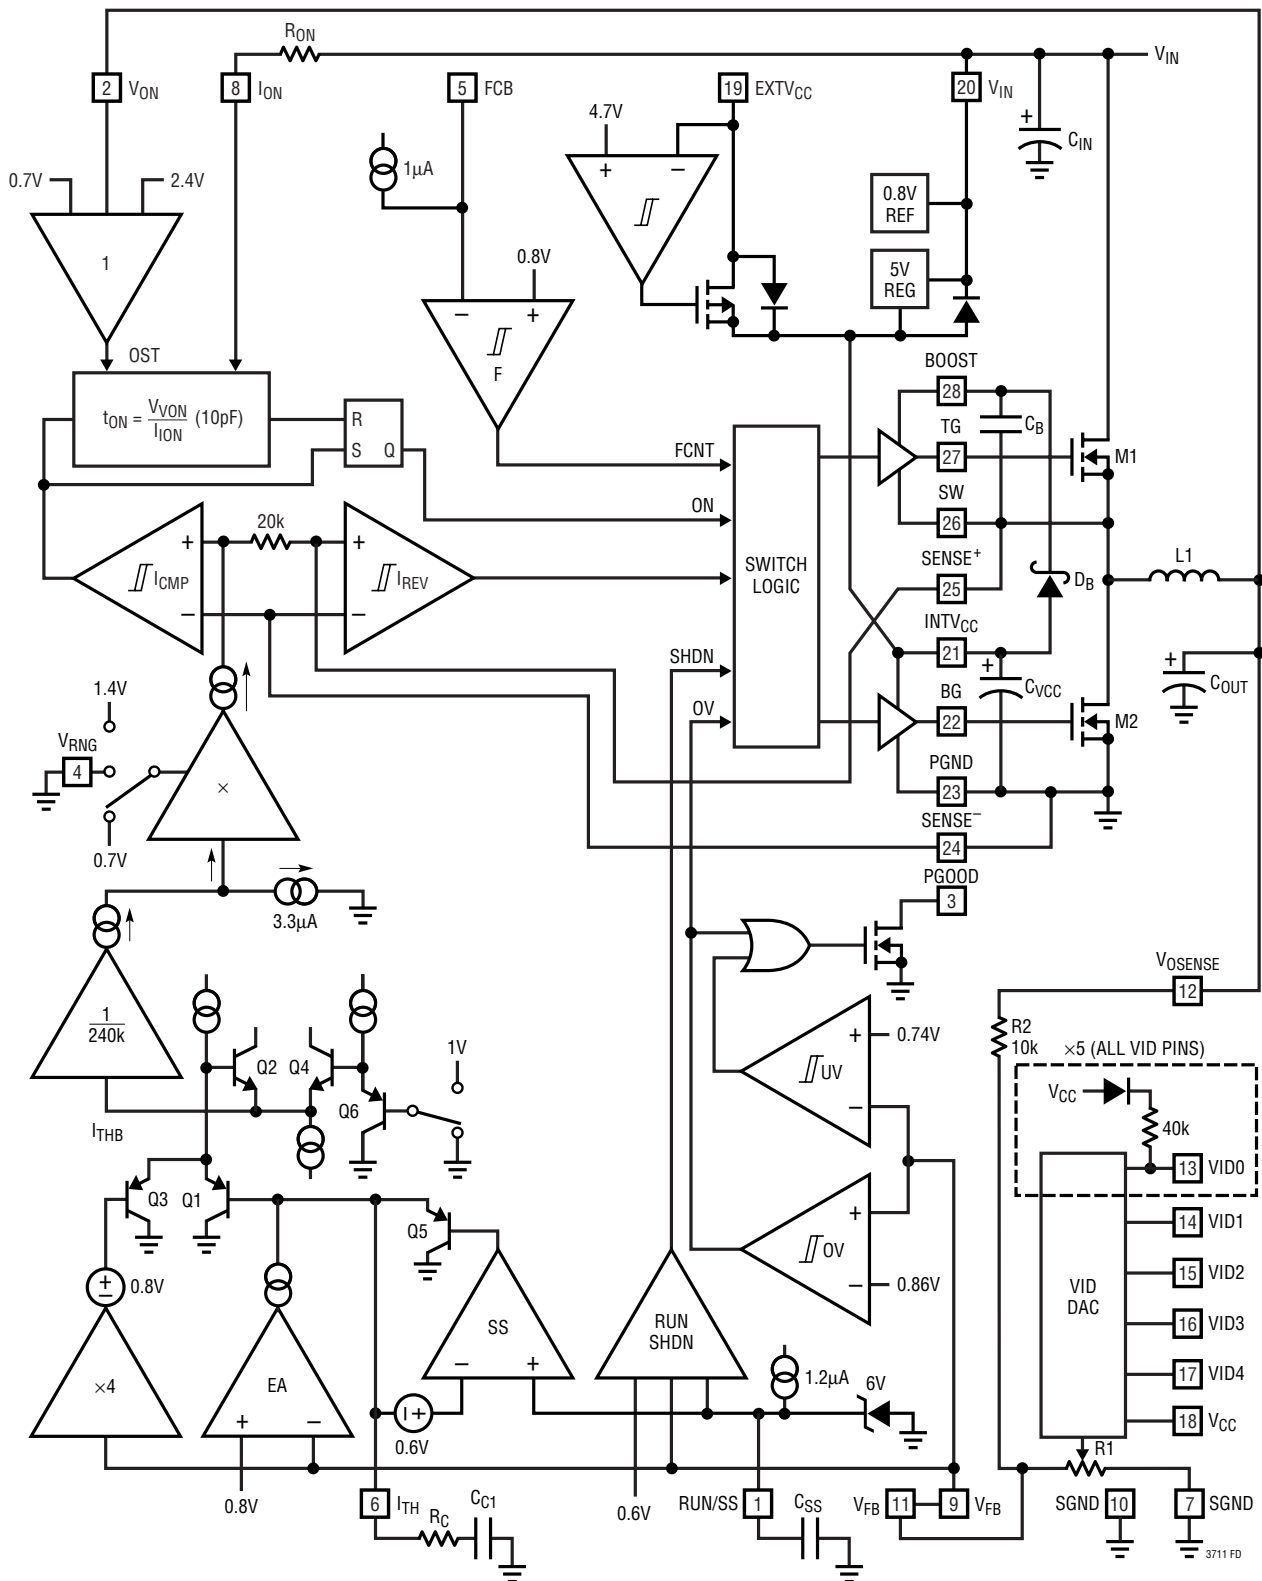 R_ON
V_IN
2 V_ON
8 I_ON
5 FCB
19 EXTV_CC
20 V_IN
4.7V
+
C_IN
1μA
0.7V
2.4V
+
−
0.8V
REF
1
0.8V
5V
REG
−
+
F
OST
BOOST
28
t_ON = V_VON / I_ION (10pF)
R
S Q
C_B
TG
27
M1
FCNT
SW
26
ON
20k
+
−
I_CMP
+
−
I_REV
SWITCH
LOGIC
SENSE+
25
L1
D_B
INTV_CC
21
+
C_VCC
SHDN
+
C_OUT
1.4V
OV
BG
22
M2
V_RNG
4
×
PGND
23
0.7V
SENSE−
24
3.3μA
PGOOD
3
V_OSENSE
12
1
240k
+
0.74V
R2
10k
×5 (ALL VID PINS)
Q2
Q4
1V
UV
V_CC
Q6
−
40k
I_THB
13 VID0
Q3
Q1
Q5
+
14 VID1
OV
+
−
0.8V
−
0.86V
15 VID2
VID
DAC
RUN
SHDN
SS
16 VID3
−
+
1.2μA
6V
17 VID4
×4
EA
18 V_CC
+
−
− +
0.6V
R1
0.8V
6 I_TH
R_C
C_C1
0.6V
RUN/SS 1
C_SS
V_FB 11
9 V_FB
SGND 10
7 SGND
3711 FD